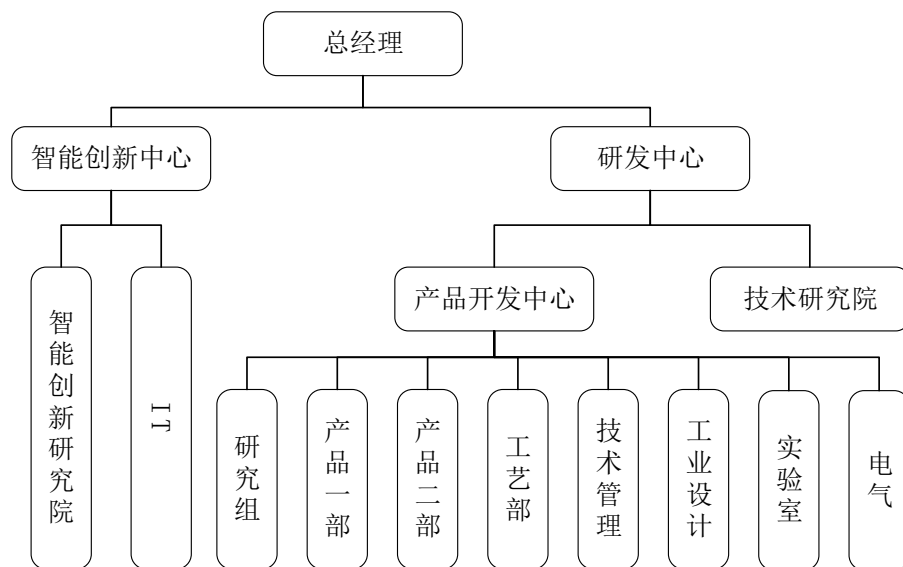 总经理
智能创新中心
研发中心
产品开发中心
技术研究院
智能创新研究院
IT
研究组
产品一部
产品二部
工艺部
技术管理
工业设计
实验室
电气